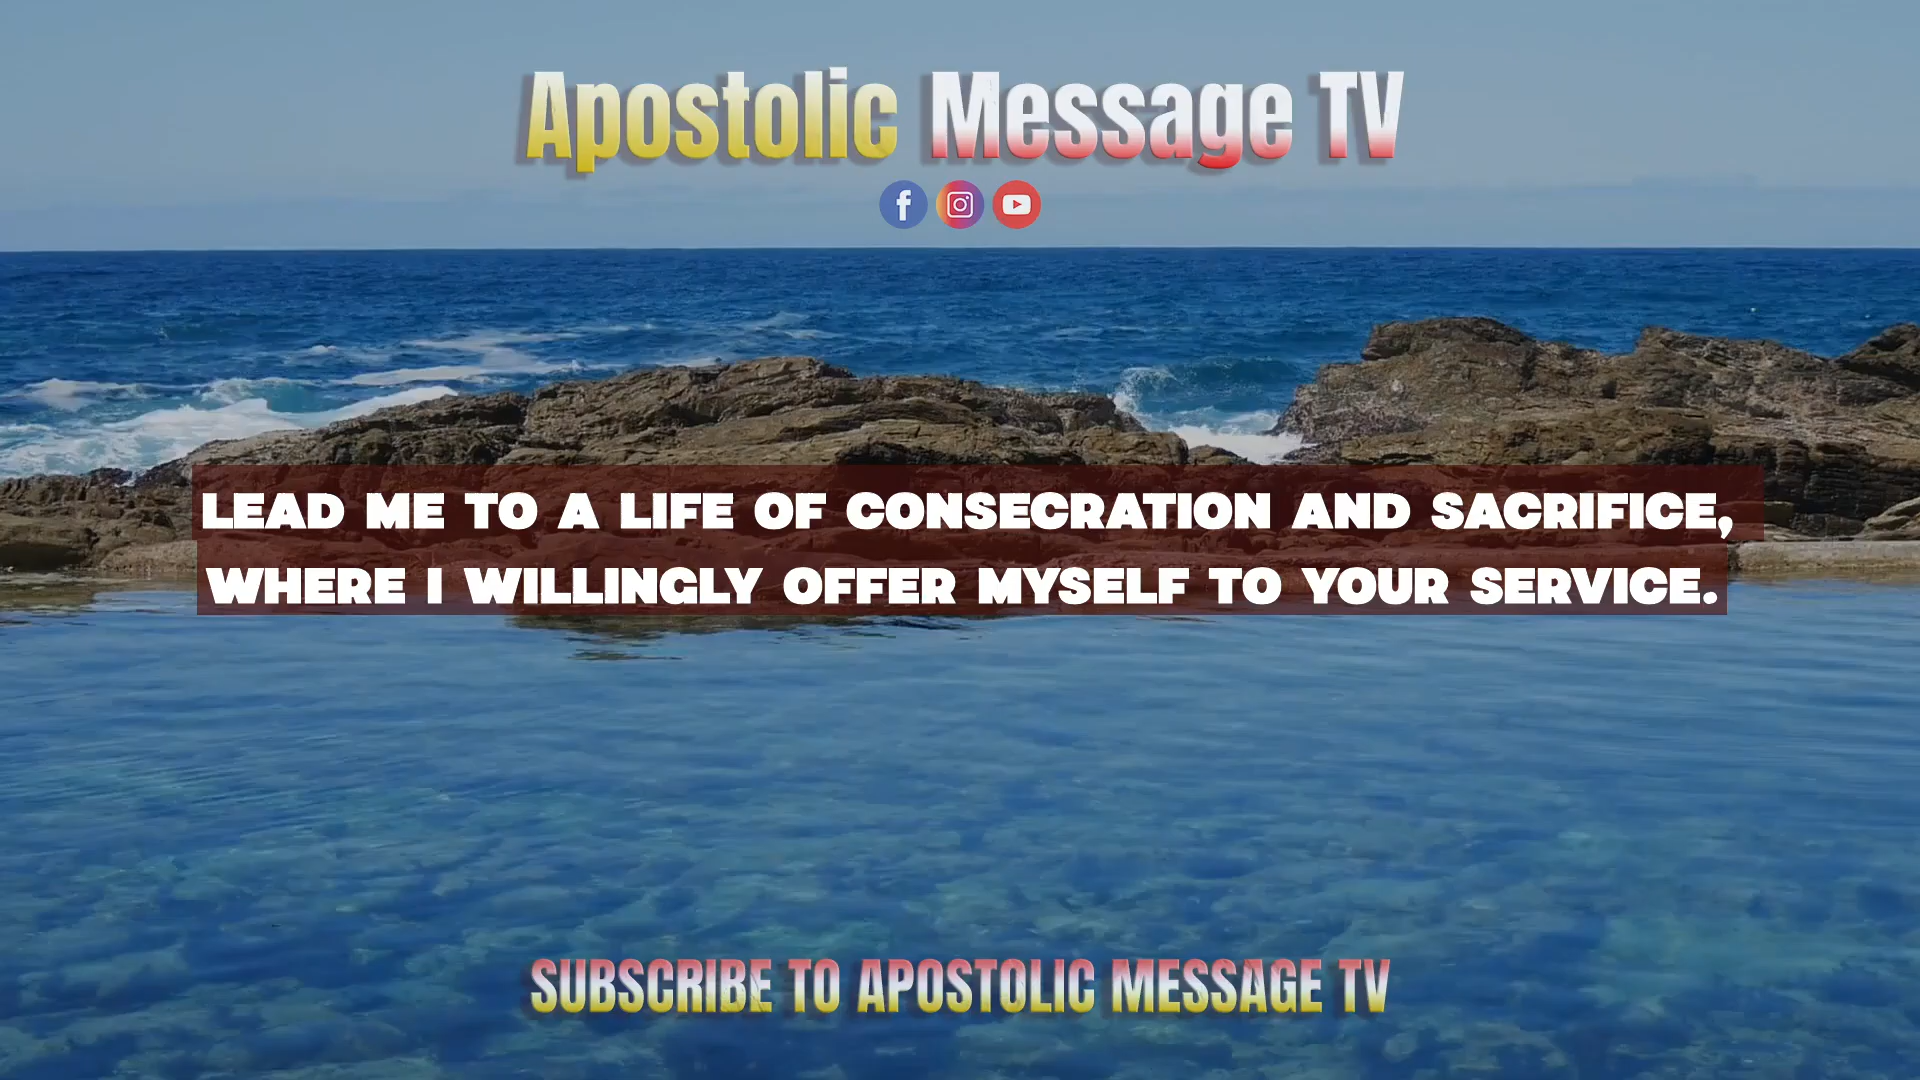 Apostolic Message TV
LEAD ME TO A LIFE OF CONSECRATION AND SACRIFICE,
WHERE I WILLINGLY OFFER MYSELF TO YOUR SERVICE.
SUBSCRIBE TO APOSTOLIC MESSAGE TV